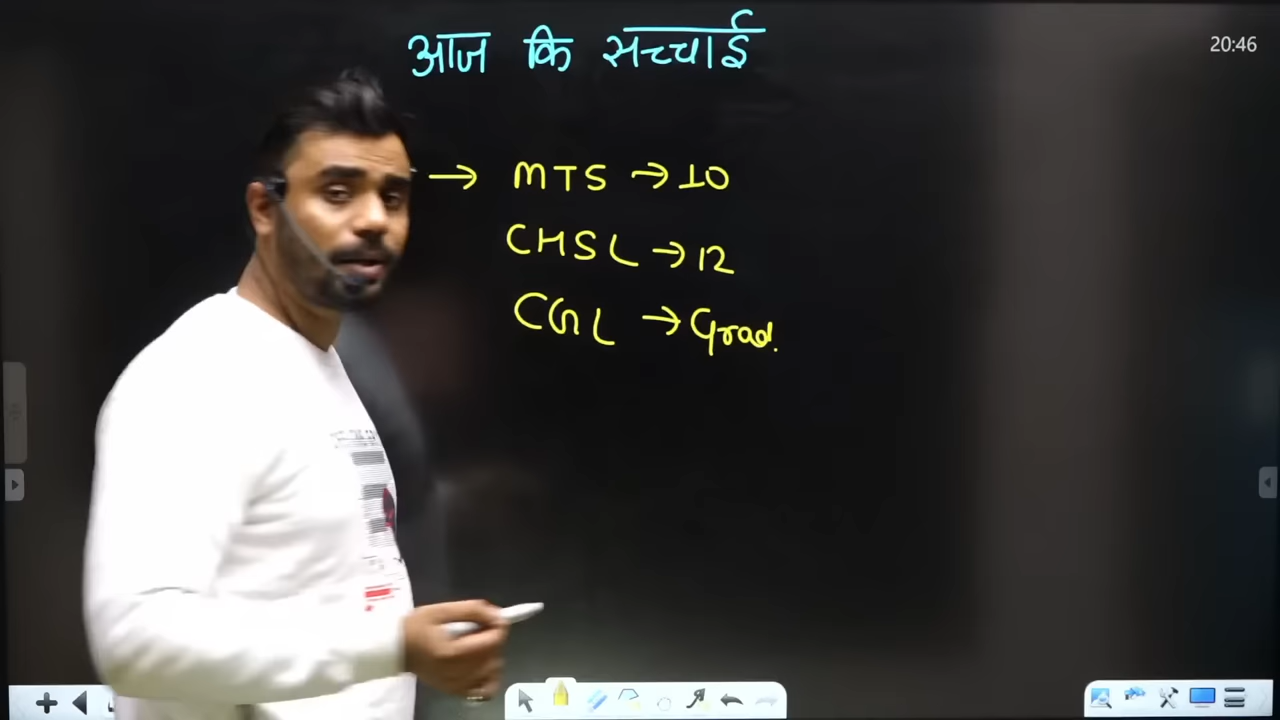 आज कि सच्चाई
20:46
→ MTS → 10
CHSL → 12
CGL → Grad.